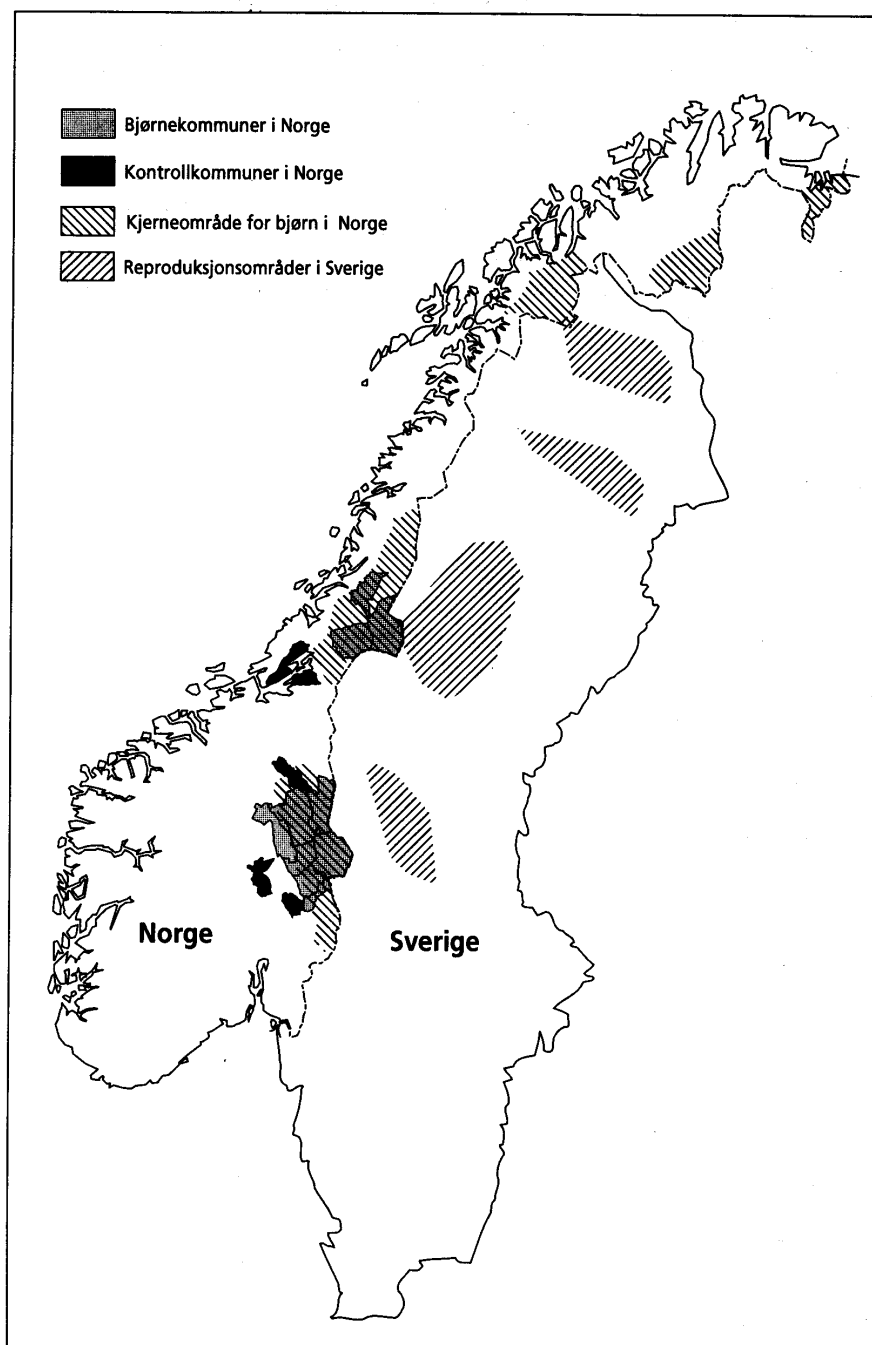 Bjørnekommuner i Norge
Kontrollkommuner i Norge
Kjerneområde for bjørn i Norge
Reproduksjonsområder i Sverige
Norge
Sverige